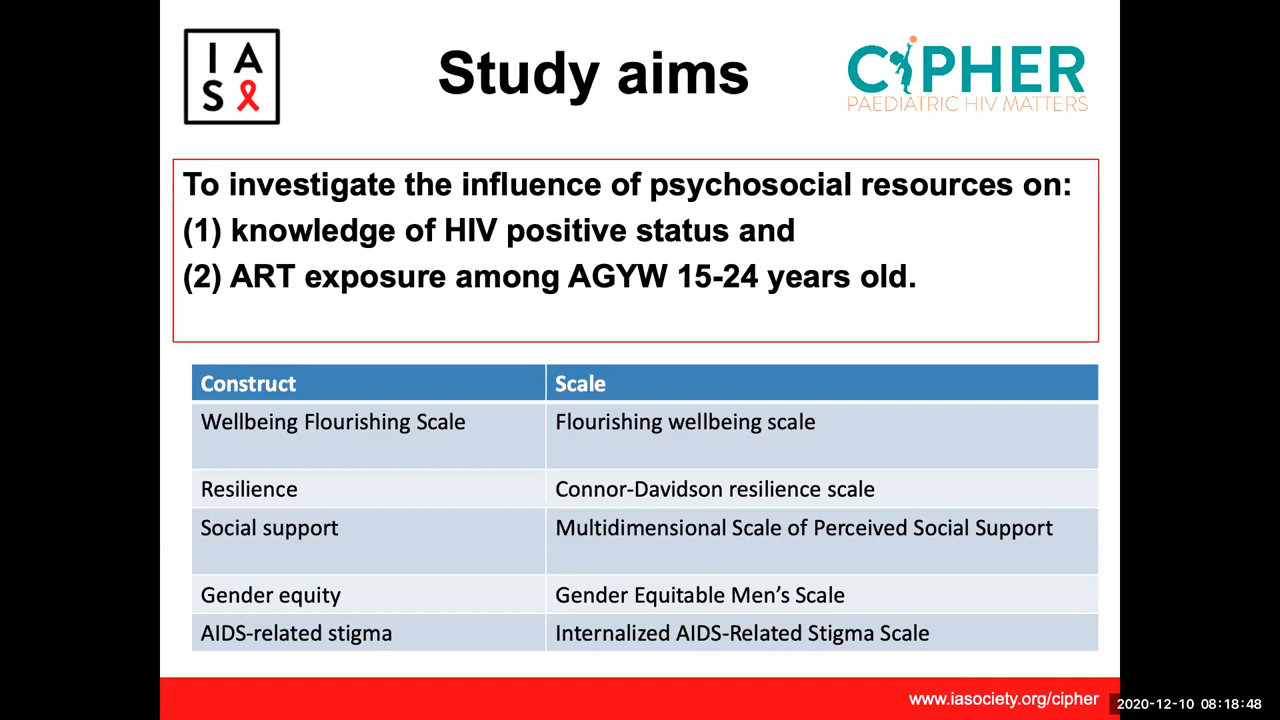 IA
S
Study aims
CIPHER
PAEDIATRIC HIV MATTERS
To investigate the influence of psychosocial resources on:
(1) knowledge of HIV positive status and
(2) ART exposure among AGYW 15-24 years old.
Construct Scale
Wellbeing Flourishing Scale Flourishing wellbeing scale
Resilience Connor-Davidson resilience scale
Social support Multidimensional Scale of Perceived Social Support
Gender equity Gender Equitable Men’s Scale
AIDS-related stigma Internalized AIDS-Related Stigma Scale
www.iasociety.org/cipher
2020-12-10 08:18:48